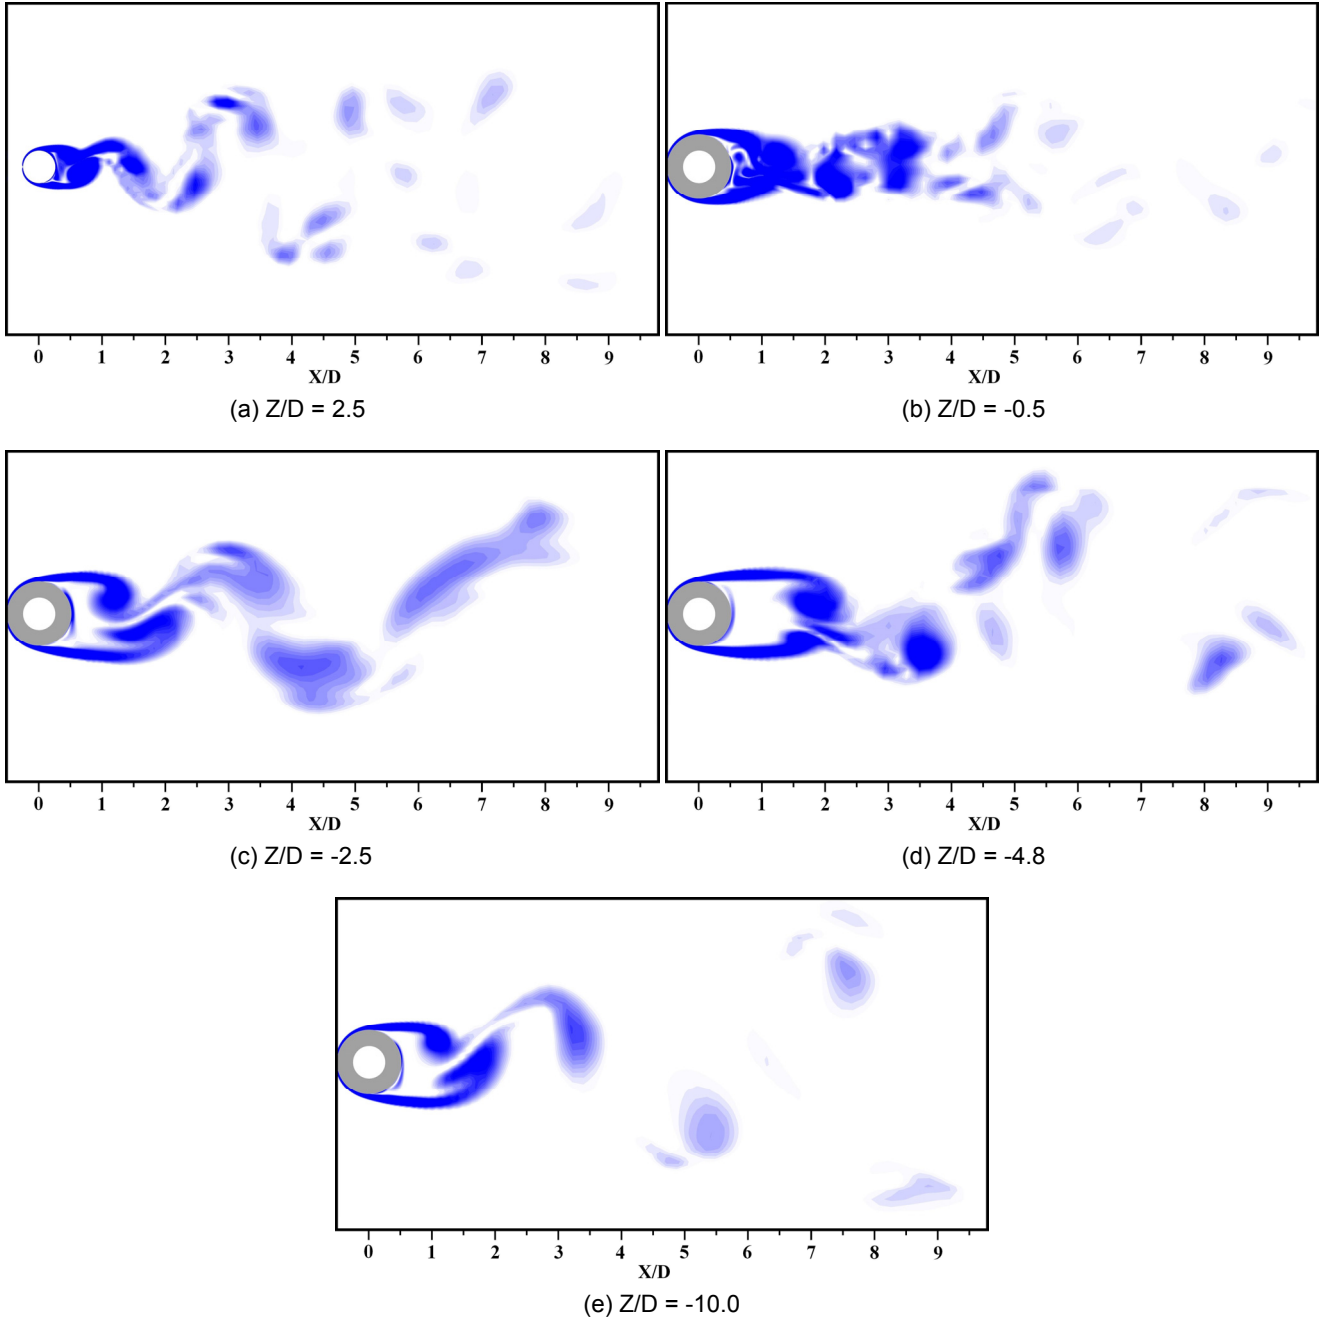 0 1 2 3 4 5 6 7 8 9
X/D
(a) Z/D = 2.5
0 1 2 3 4 5 6 7 8 9
X/D
(b) Z/D = -0.5
0 1 2 3 4 5 6 7 8 9
X/D
(c) Z/D = -2.5
0 1 2 3 4 5 6 7 8 9
X/D
(d) Z/D = -4.8
0 1 2 3 4 5 6 7 8 9
X/D
(e) Z/D = -10.0